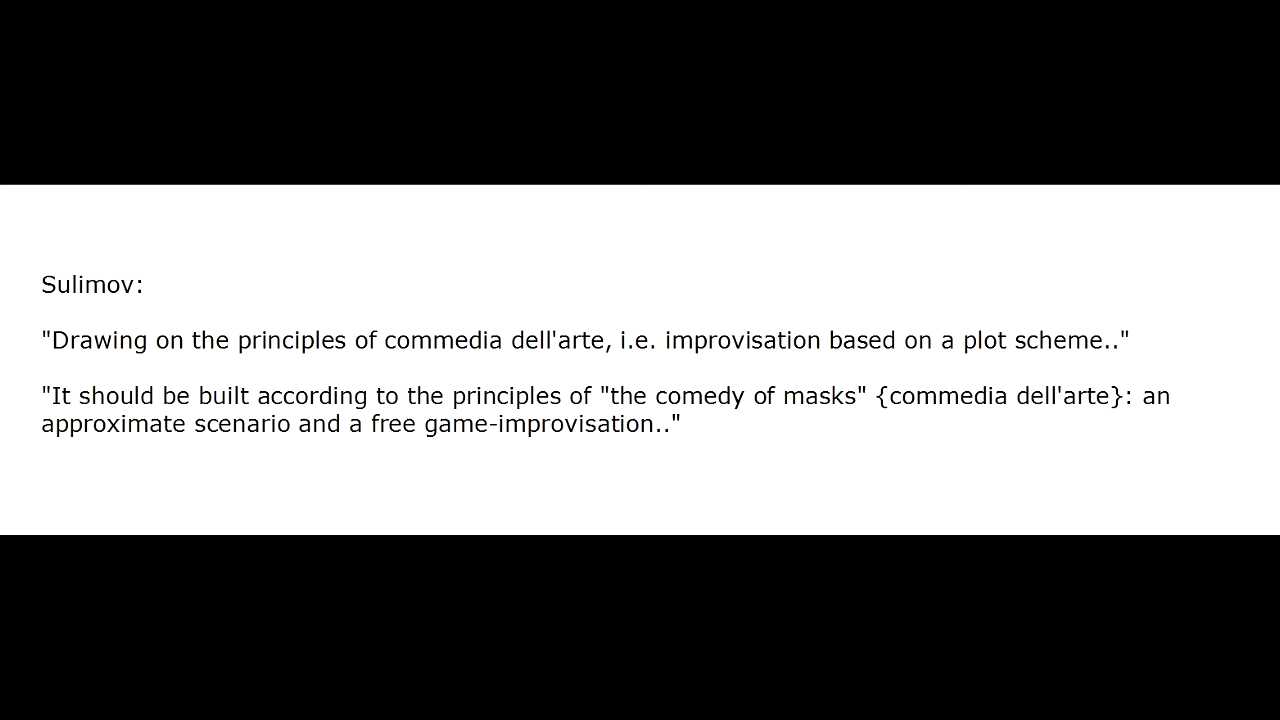 Sulimov:
"Drawing on the principles of commedia dell'arte, i.e. improvisation based on a plot scheme.."
"It should be built according to the principles of "the comedy of masks" {commedia dell'arte}: an
approximate scenario and a free game-improvisation.."